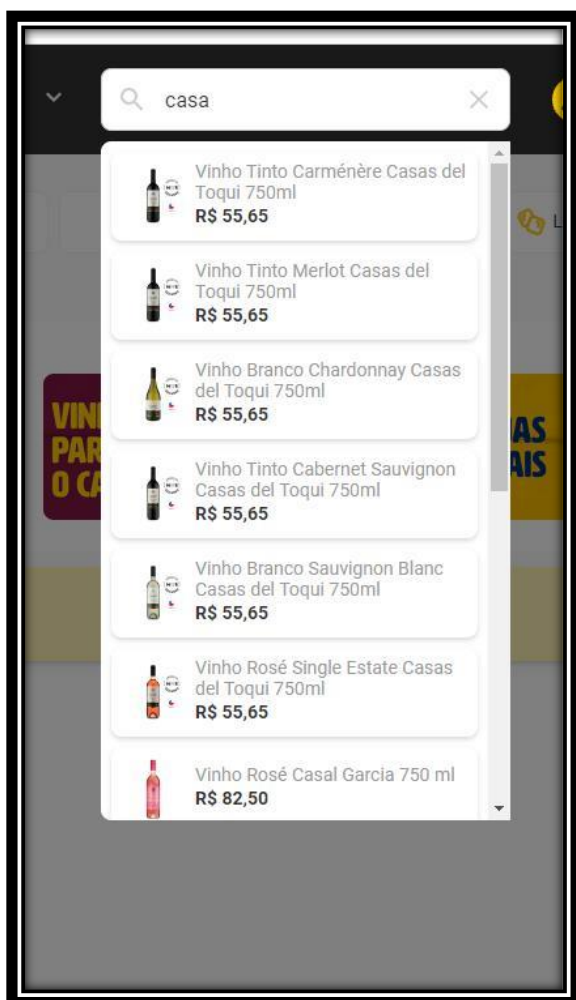 casa
Vinho Tinto Carménère Casas del
Toqui 750ml
R$ 55,65
Vinho Tinto Merlot Casas del
Toqui 750ml
R$ 55,65
Vinho Branco Chardonnay Casas
del Toqui 750ml
R$ 55,65
Vinho Tinto Cabernet Sauvignon
Casas del Toqui 750ml
R$ 55,65
Vinho Branco Sauvignon Blanc
Casas del Toqui 750ml
R$ 55,65
Vinho Rosé Single Estate Casas
del Toqui 750ml
R$ 55,65
Vinho Rosé Casal Garcia 750 ml
R$ 82,50